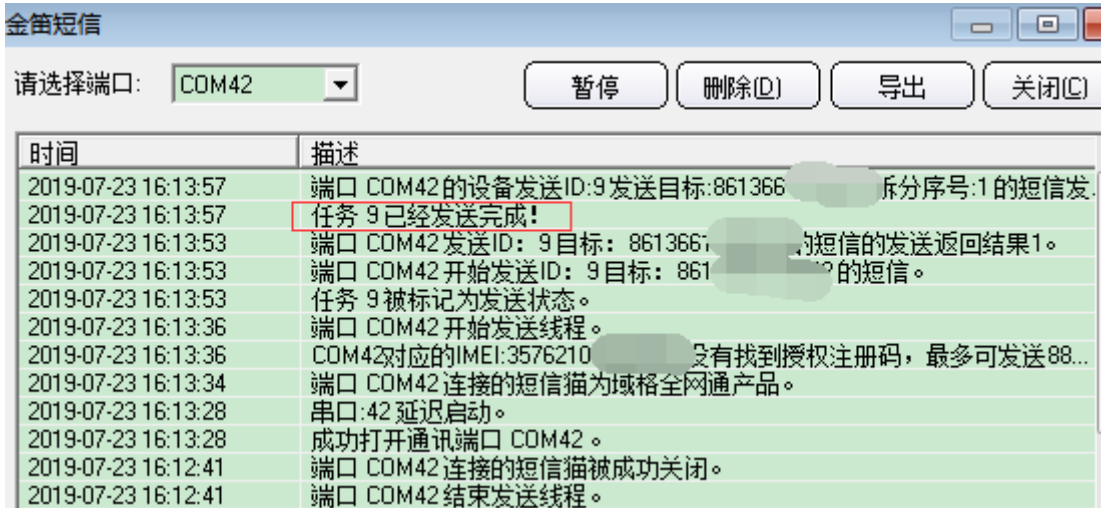 金笛短信
请选择端口: COM42 暂停 删除(D) 导出 关闭(C)
时间 描述
2019-07-23 16:13:57 端口 COM42的设备发送ID:9发送目标:861366 拆分序号:1的短信发..
2019-07-23 16:13:57 任务 9已经发送完成!
2019-07-23 16:13:53 端口 COM42发送ID: 9目标: 861366 的短信的发送返回结果1。
2019-07-23 16:13:53 端口 COM42开始发送ID: 9目标: 861 的短信。
2019-07-23 16:13:53 任务 9被标记为发送状态。
2019-07-23 16:13:36 端口 COM42开始发送线程。
2019-07-23 16:13:36 COM42对应的IMEI:3576210 没有找到授权注册码，最多可发送88...
2019-07-23 16:13:34 端口 COM42连接的短信猫为域格全网通产品。
2019-07-23 16:13:28 串口:42延迟启动。
2019-07-23 16:13:28 成功打开通讯端口 COM42。
2019-07-23 16:12:41 端口 COM42连接的短信猫被成功关闭。
2019-07-23 16:12:41 端口 COM42结束发送线程。